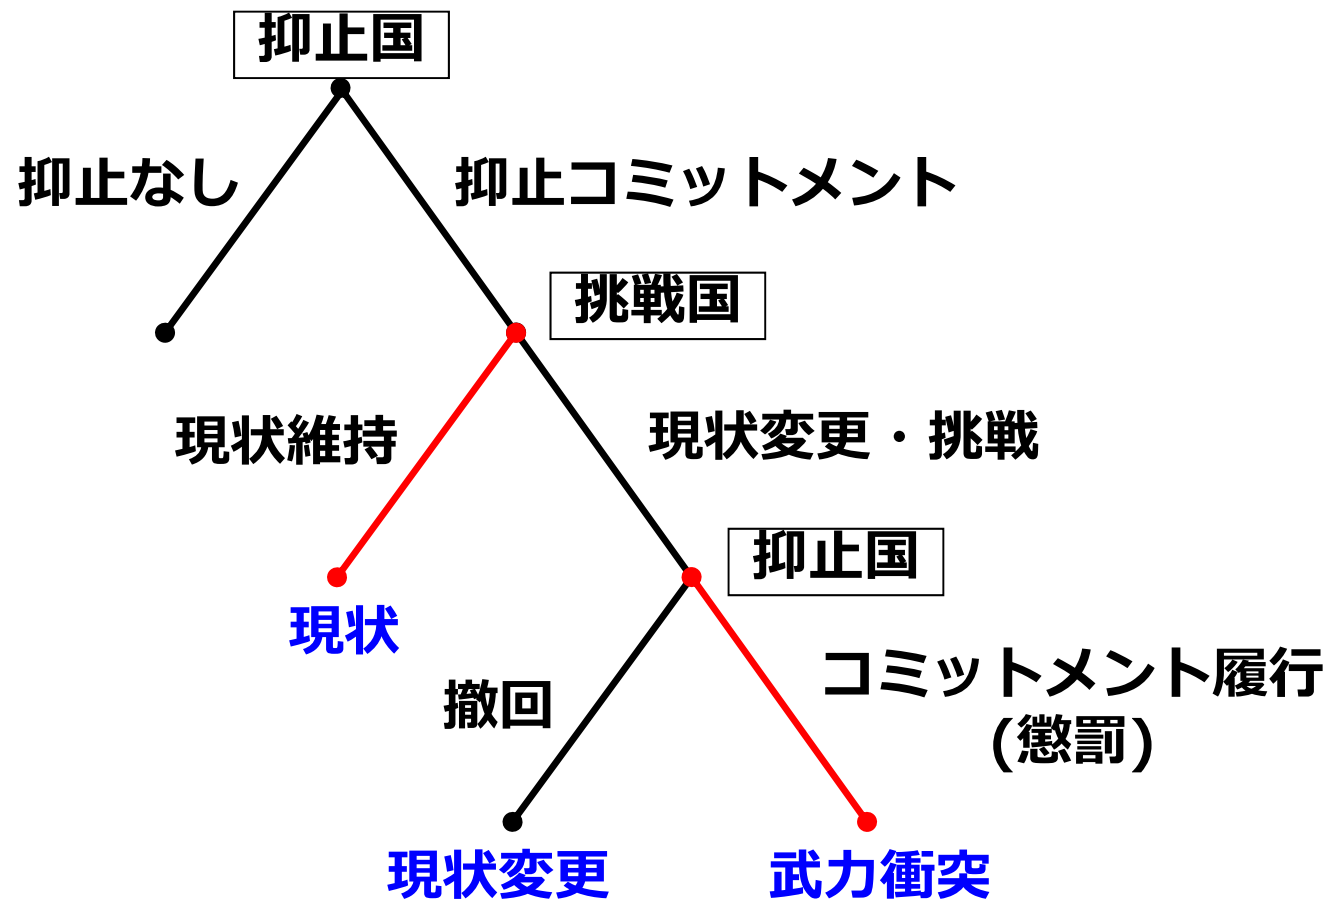 抑止国
抑止なし
抑止コミットメント
挑戦国
現状維持
現状変更・挑戦
抑止国
現状
撤回
コミットメント履行
(懲罰)
現状変更
武力衝突